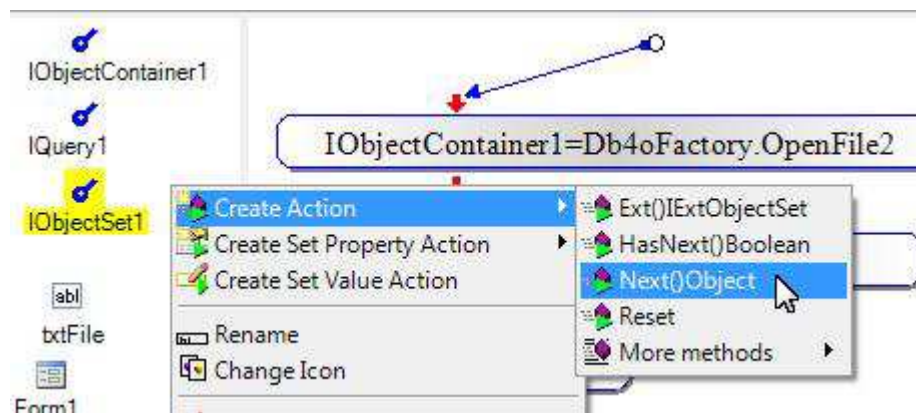 IObjectContainer1
IQuery1
IObjectSet1
abl
txtFile
Form1
IObjectContainer1=Db4oFactory.OpenFile2
Create Action
Create Set Property Action
Create Set Value Action
Rename
Change Icon
Ext()IExtObjectSet
HasNext()Boolean
Next()Object
Reset
More methods